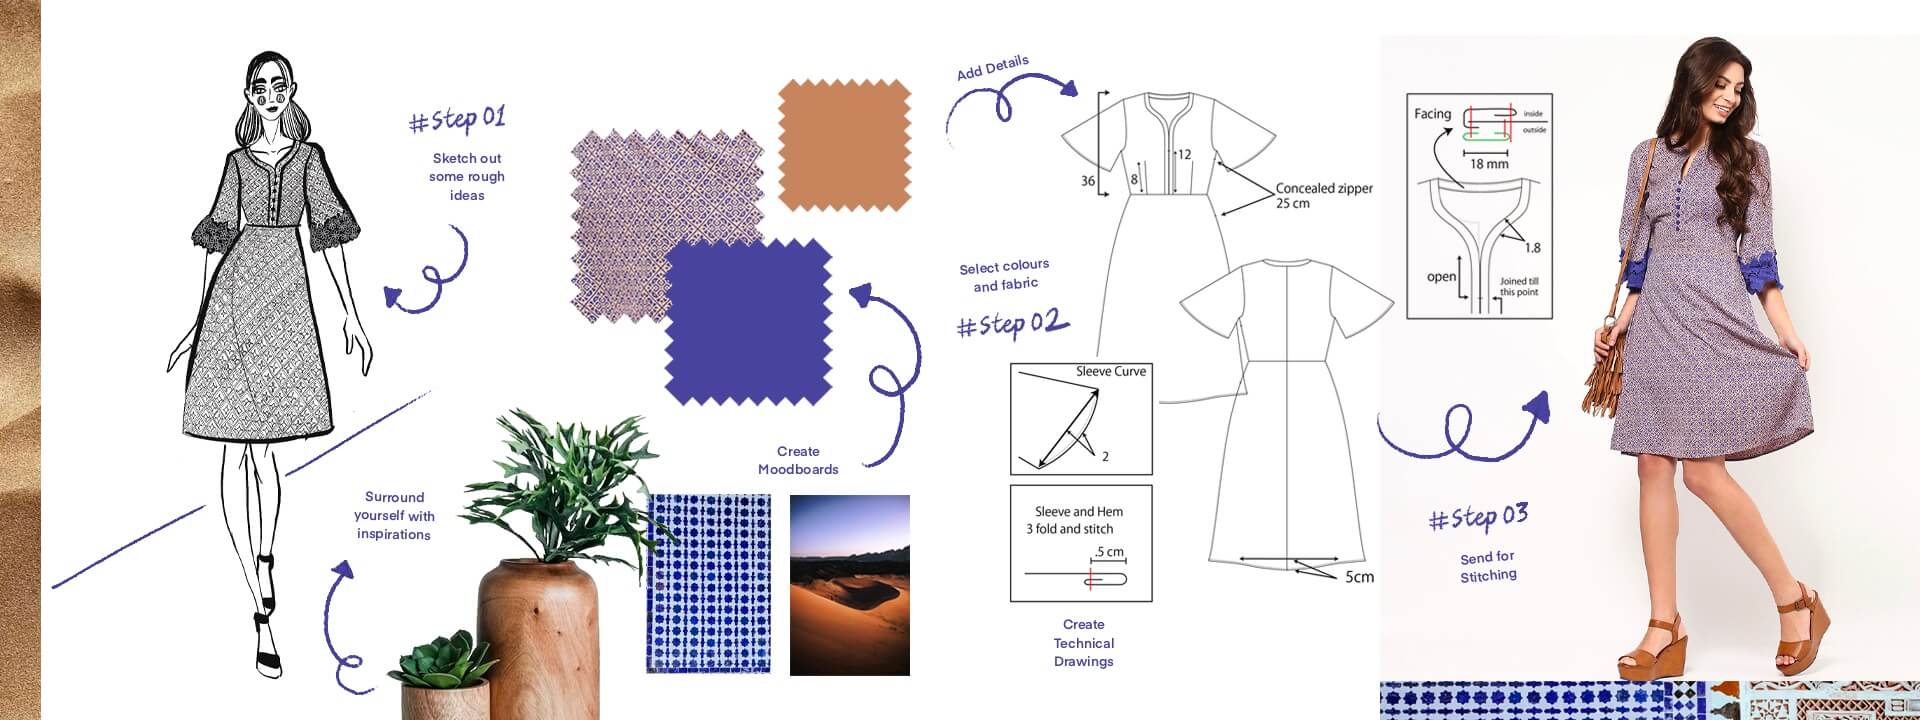 #Step 01
Sketch out
some rough
ideas
Surround
yourself with
inspirations
Create
Moodboards
Add Details
Select colours
and fabric
#Step 02
36
8
12
Concealed zipper
25 cm
Sleeve Curve
2
Sleeve and Hem
3 fold and stitch
.5 cm
5cm
Create
Technical
Drawings
Facing
inside
outside
18 mm
1.8
open
Joined till
this point
#Step 03
Send for
Stitching